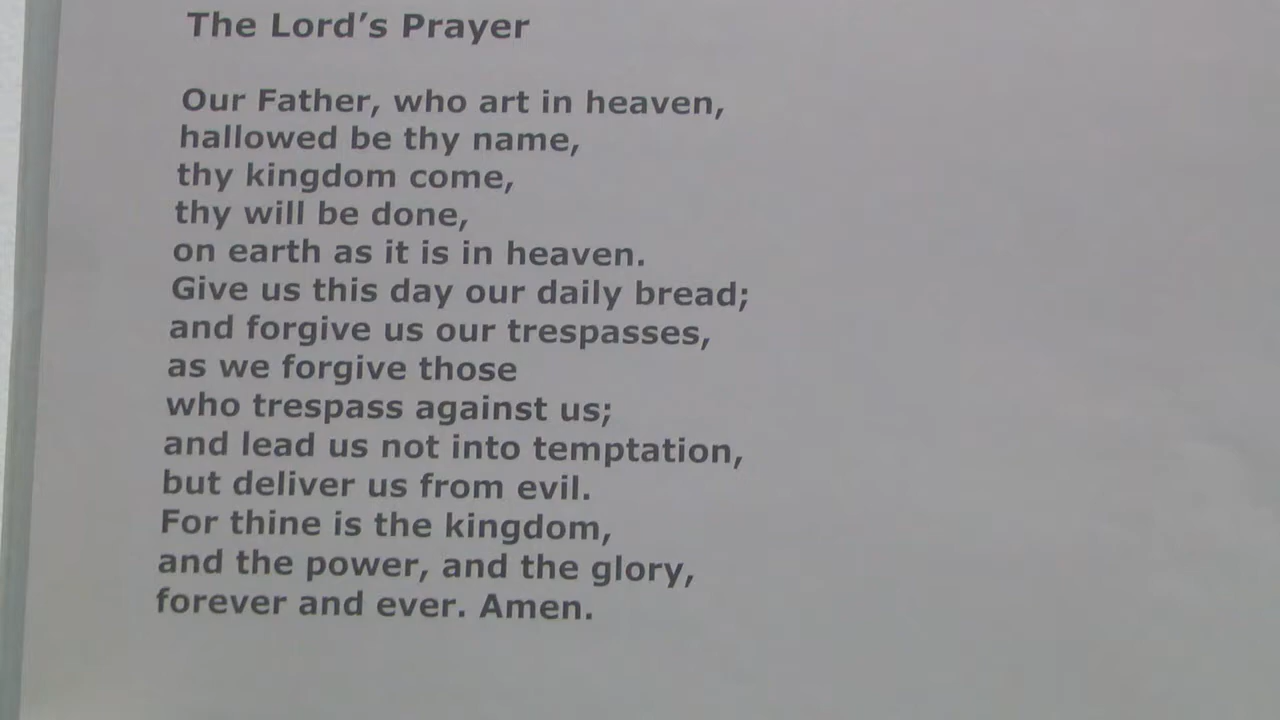 The Lord’s Prayer
Our Father, who art in heaven,
hallowed be thy name,
thy kingdom come,
thy will be done,
on earth as it is in heaven.
Give us this day our daily bread;
and forgive us our trespasses,
as we forgive those
who trespass against us;
and lead us not into temptation,
but deliver us from evil.
For thine is the kingdom,
and the power, and the glory,
forever and ever. Amen.